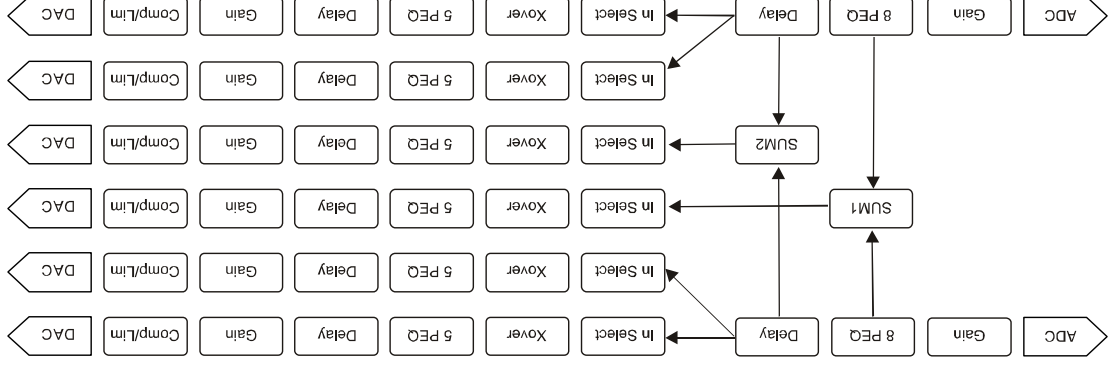 ADC Gain 8 PEQ Delay In Select Xover 5 PEQ Delay Gain Comp/Lim DAC
In Select Xover 5 PEQ Delay Gain Comp/Lim DAC
SUM1 In Select Xover 5 PEQ Delay Gain Comp/Lim DAC
SUM2 In Select Xover 5 PEQ Delay Gain Comp/Lim DAC
In Select Xover 5 PEQ Delay Gain Comp/Lim DAC
ADC Gain 8 PEQ Delay In Select Xover 5 PEQ Delay Gain Comp/Lim DAC